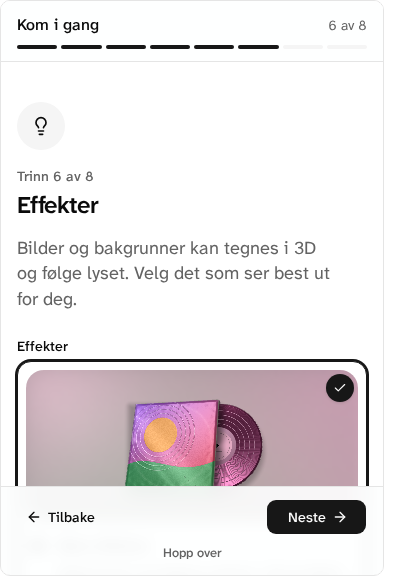 Kom i gang
6 av 8
Trinn 6 av 8
Effekter
Bilder og bakgrunner kan tegnes i 3D
og følge lyset. Velg det som ser best ut
for deg.
Effekter
Tilbake
Neste
Hopp over